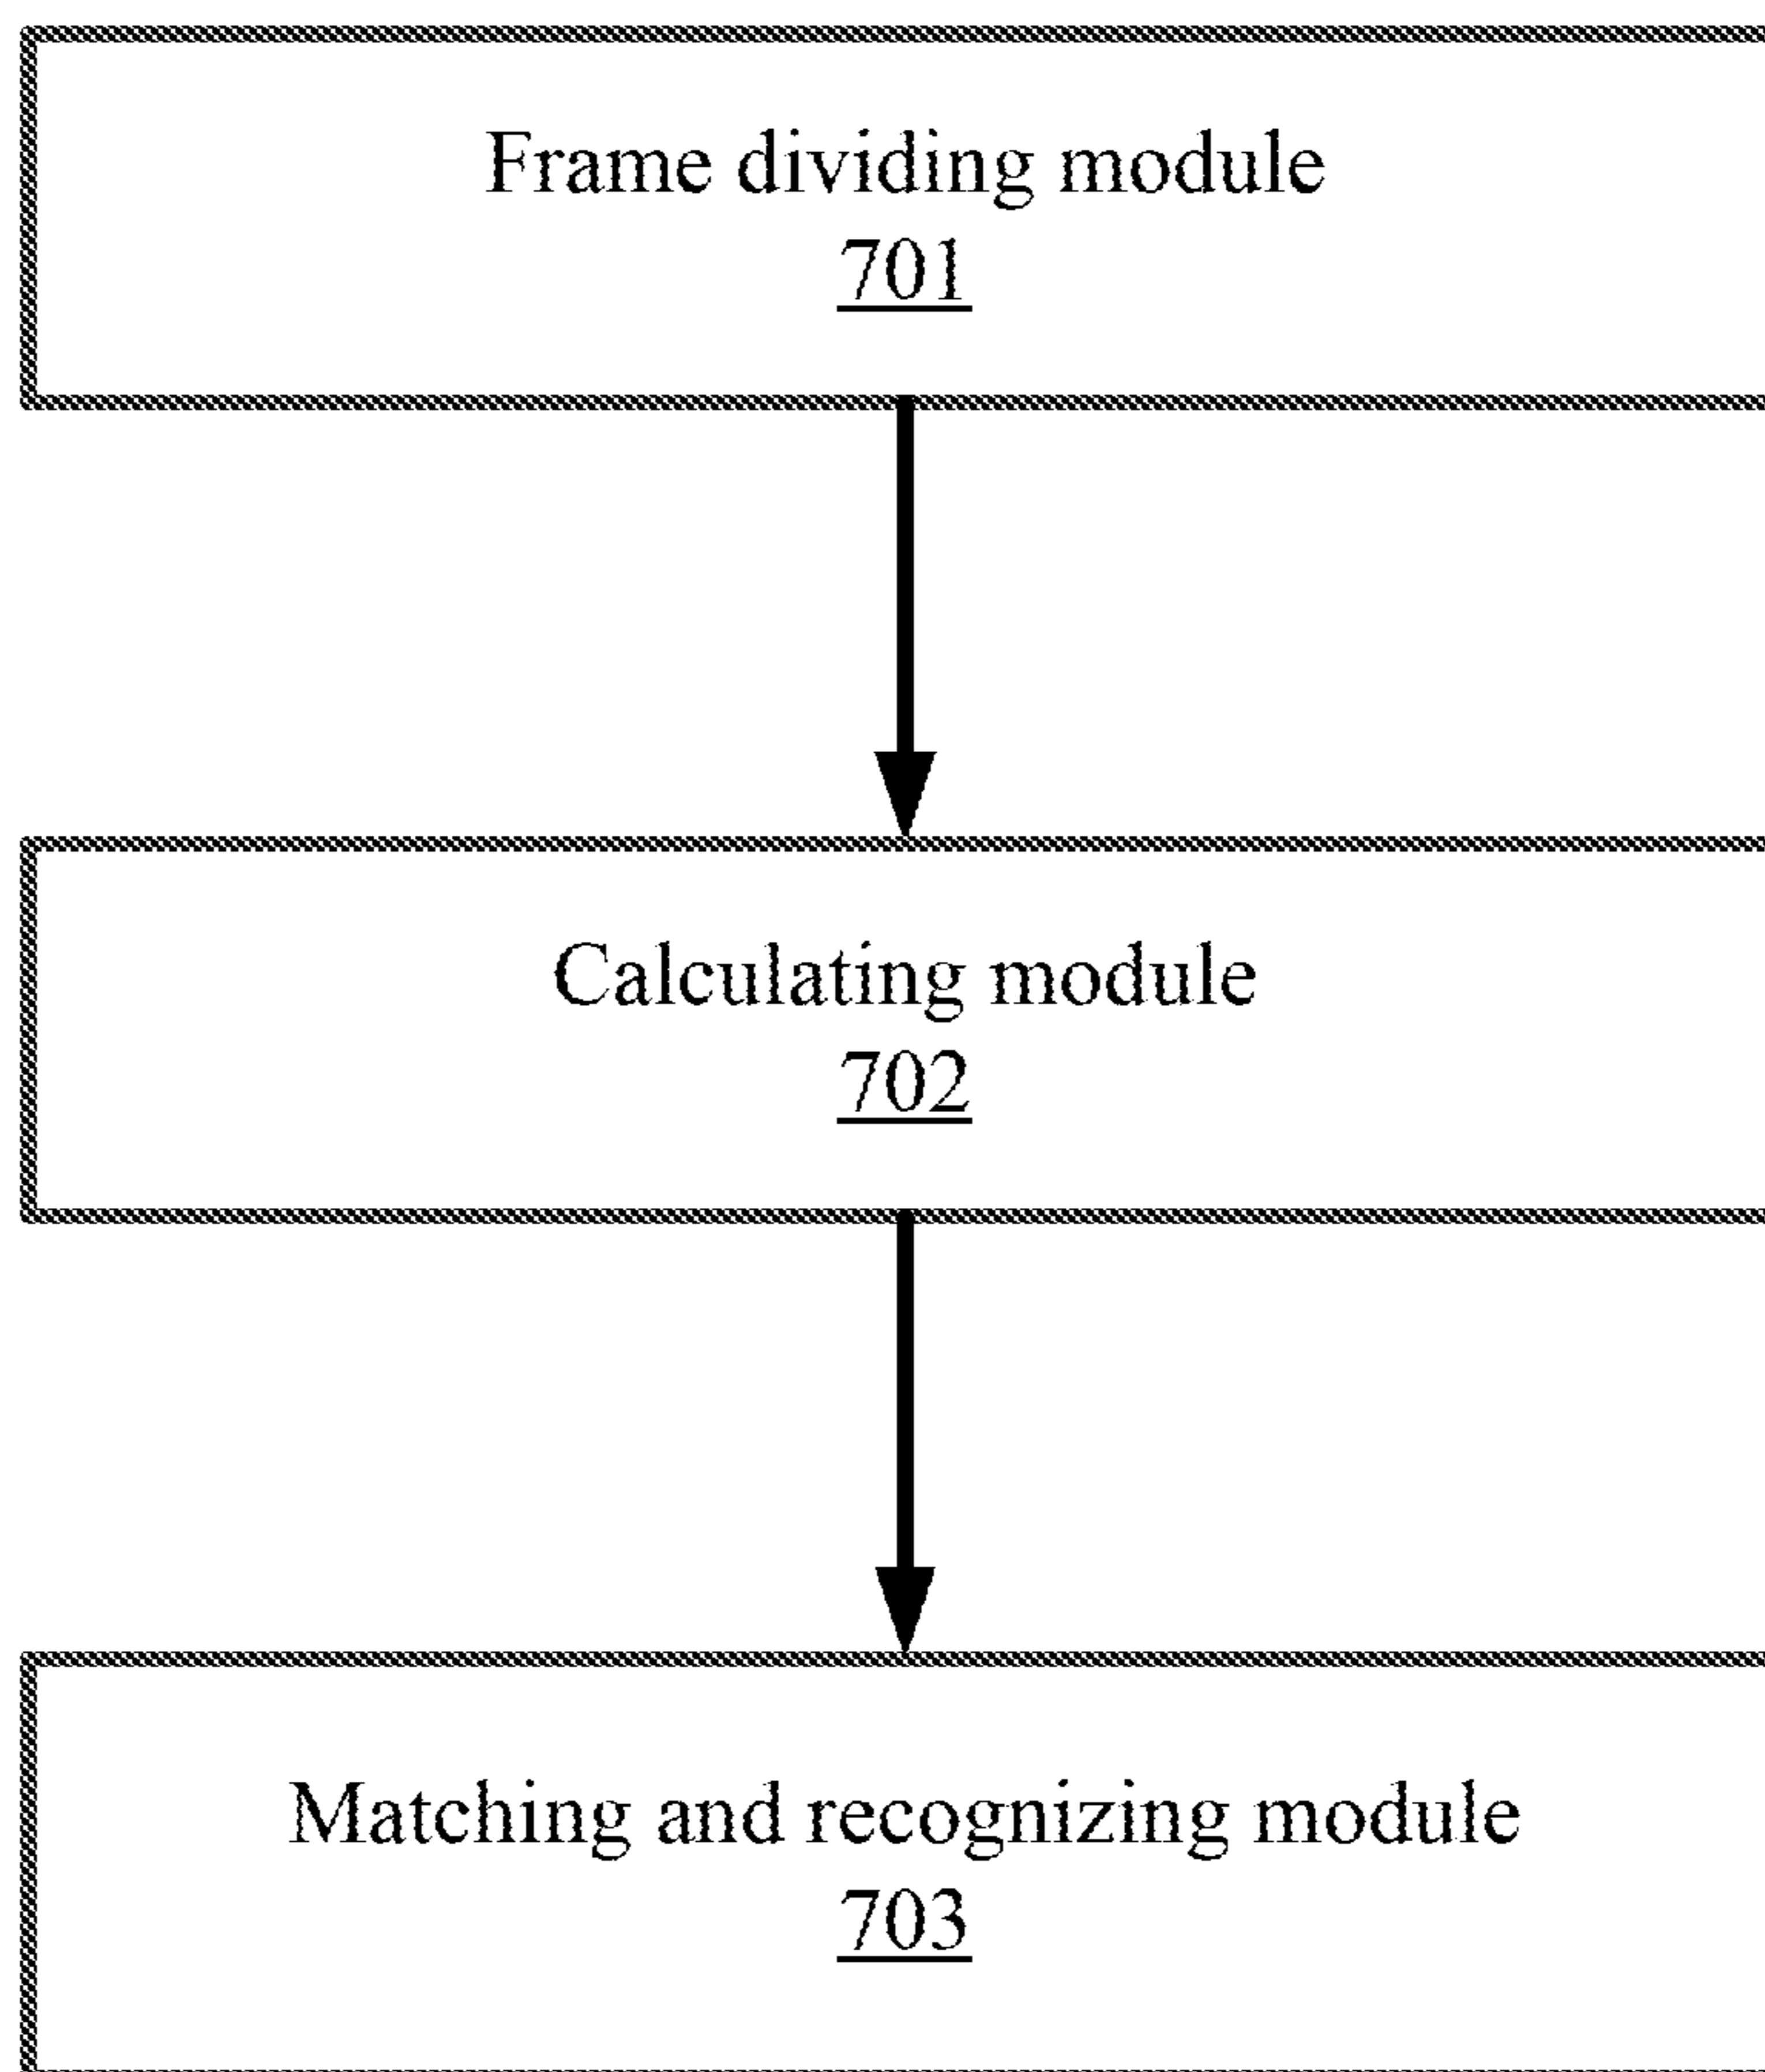 Frame dividing module
701
Calculating module
702
Matching and recognizing module
703